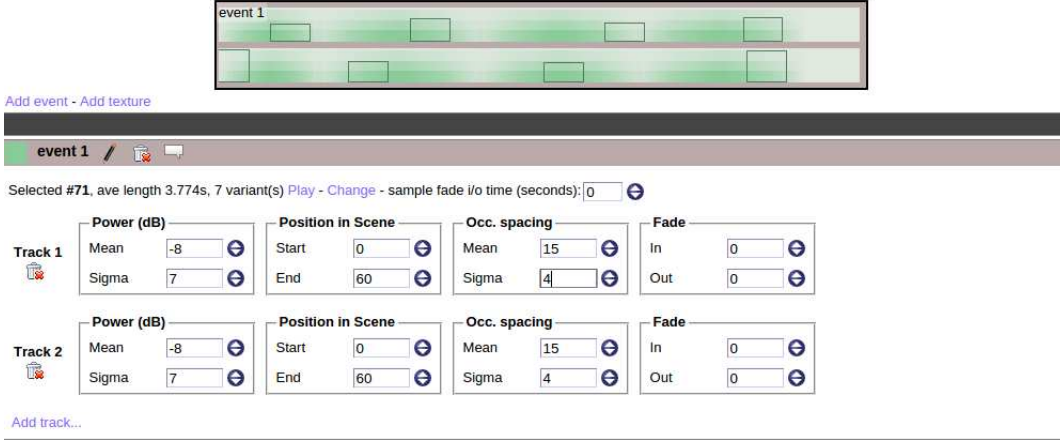 event 1
Add event - Add texture
event 1
Selected #71, ave length 3.774s, 7 variant(s) Play - Change - sample fade i/o time (seconds): 0
Power (dB) Position in Scene Occ. spacing Fade
Track 1 Mean -8 Start 0 Mean 15 In 0
Sigma 7 End 60 Sigma 4 Out 0
Power (dB) Position in Scene Occ. spacing Fade
Track 2 Mean -8 Start 0 Mean 15 In 0
Sigma 7 End 60 Sigma 4 Out 0
Add track...